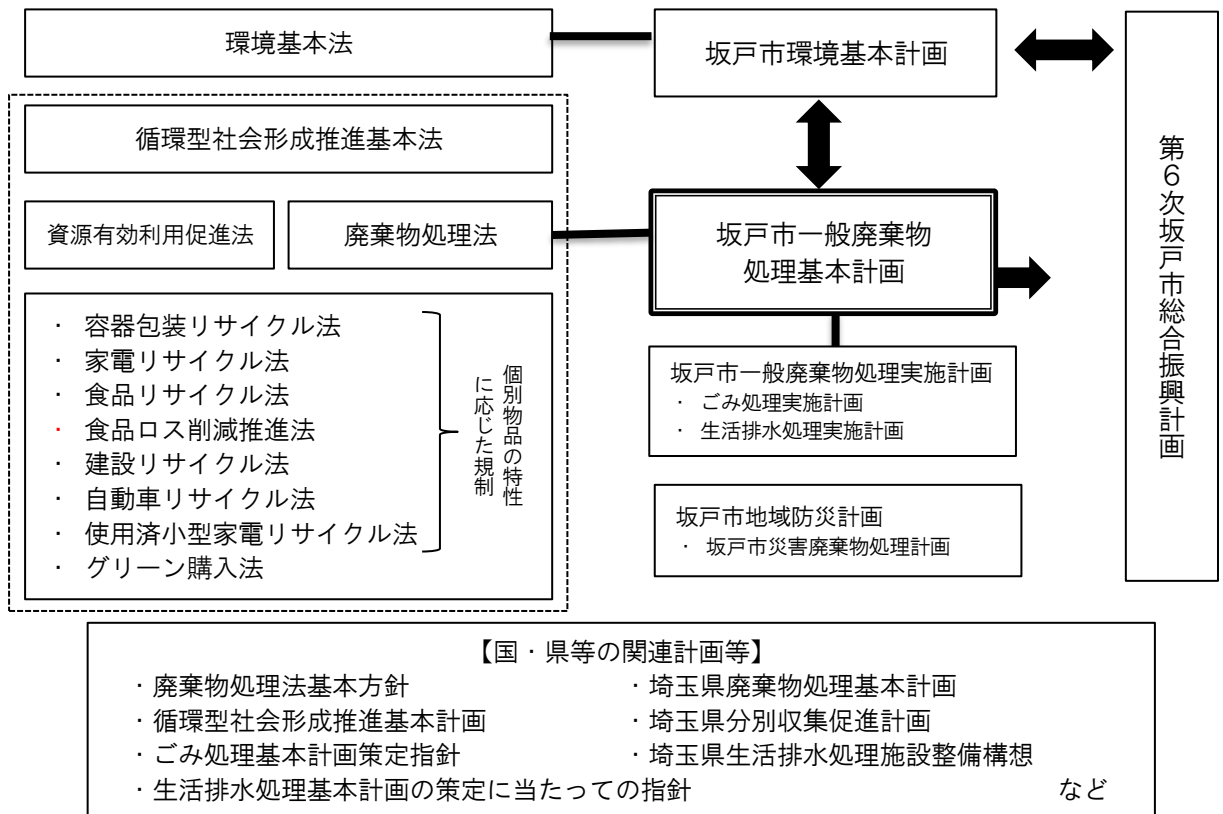 環境基本法
坂戸市環境基本計画
循環型社会形成推進基本法
資源有効利用促進法
廃棄物処理法
坂戸市一般廃棄物
処理基本計画
第6次坂戸市総合振興計画
・ 容器包装リサイクル法
・ 家電リサイクル法
・ 食品リサイクル法
・ 食品ロス削減推進法
・ 建設リサイクル法
・ 自動車リサイクル法
・ 使用済小型家電リサイクル法
・ グリーン購入法
個別物品の特性
に応じた規制
坂戸市一般廃棄物処理実施計画
・ ごみ処理実施計画
・ 生活排水処理実施計画
坂戸市地域防災計画
・ 坂戸市災害廃棄物処理計画
【国・県等の関連計画等】
・廃棄物処理法基本方針
・埼玉県廃棄物処理基本計画
・循環型社会形成推進基本計画
・埼玉県分別収集促進計画
・ごみ処理基本計画策定指針
・埼玉県生活排水処理施設整備構想
・生活排水処理基本計画の策定に当たっての指針
など